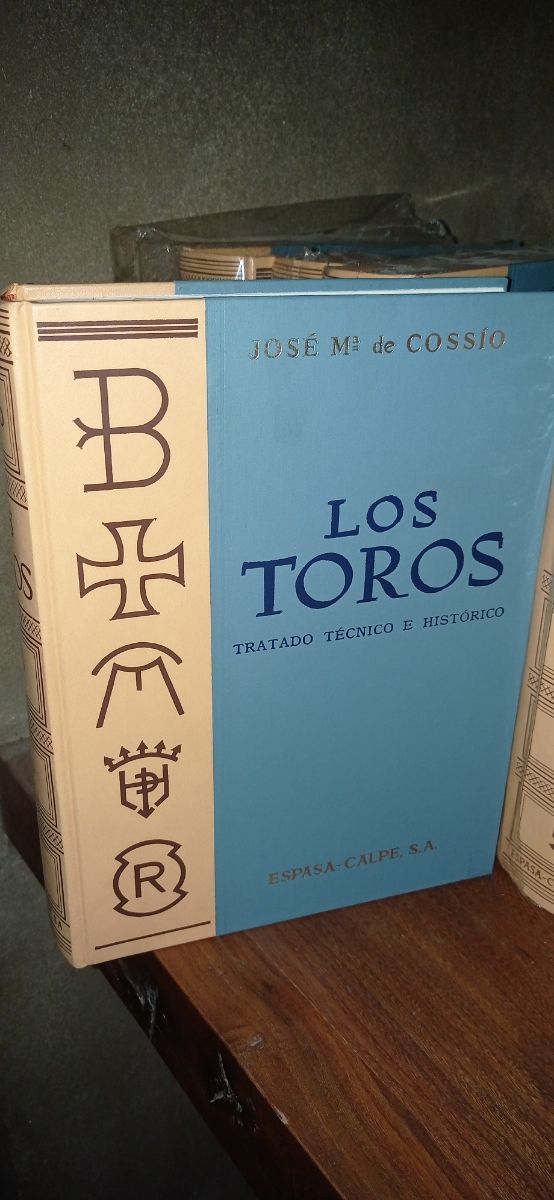 JOSÉ Mª de COSSÍO
LOS
TOROS
TRATADO TÉCNICO E HISTÓRICO
ESPASA-CALPE, S.A.
B
R